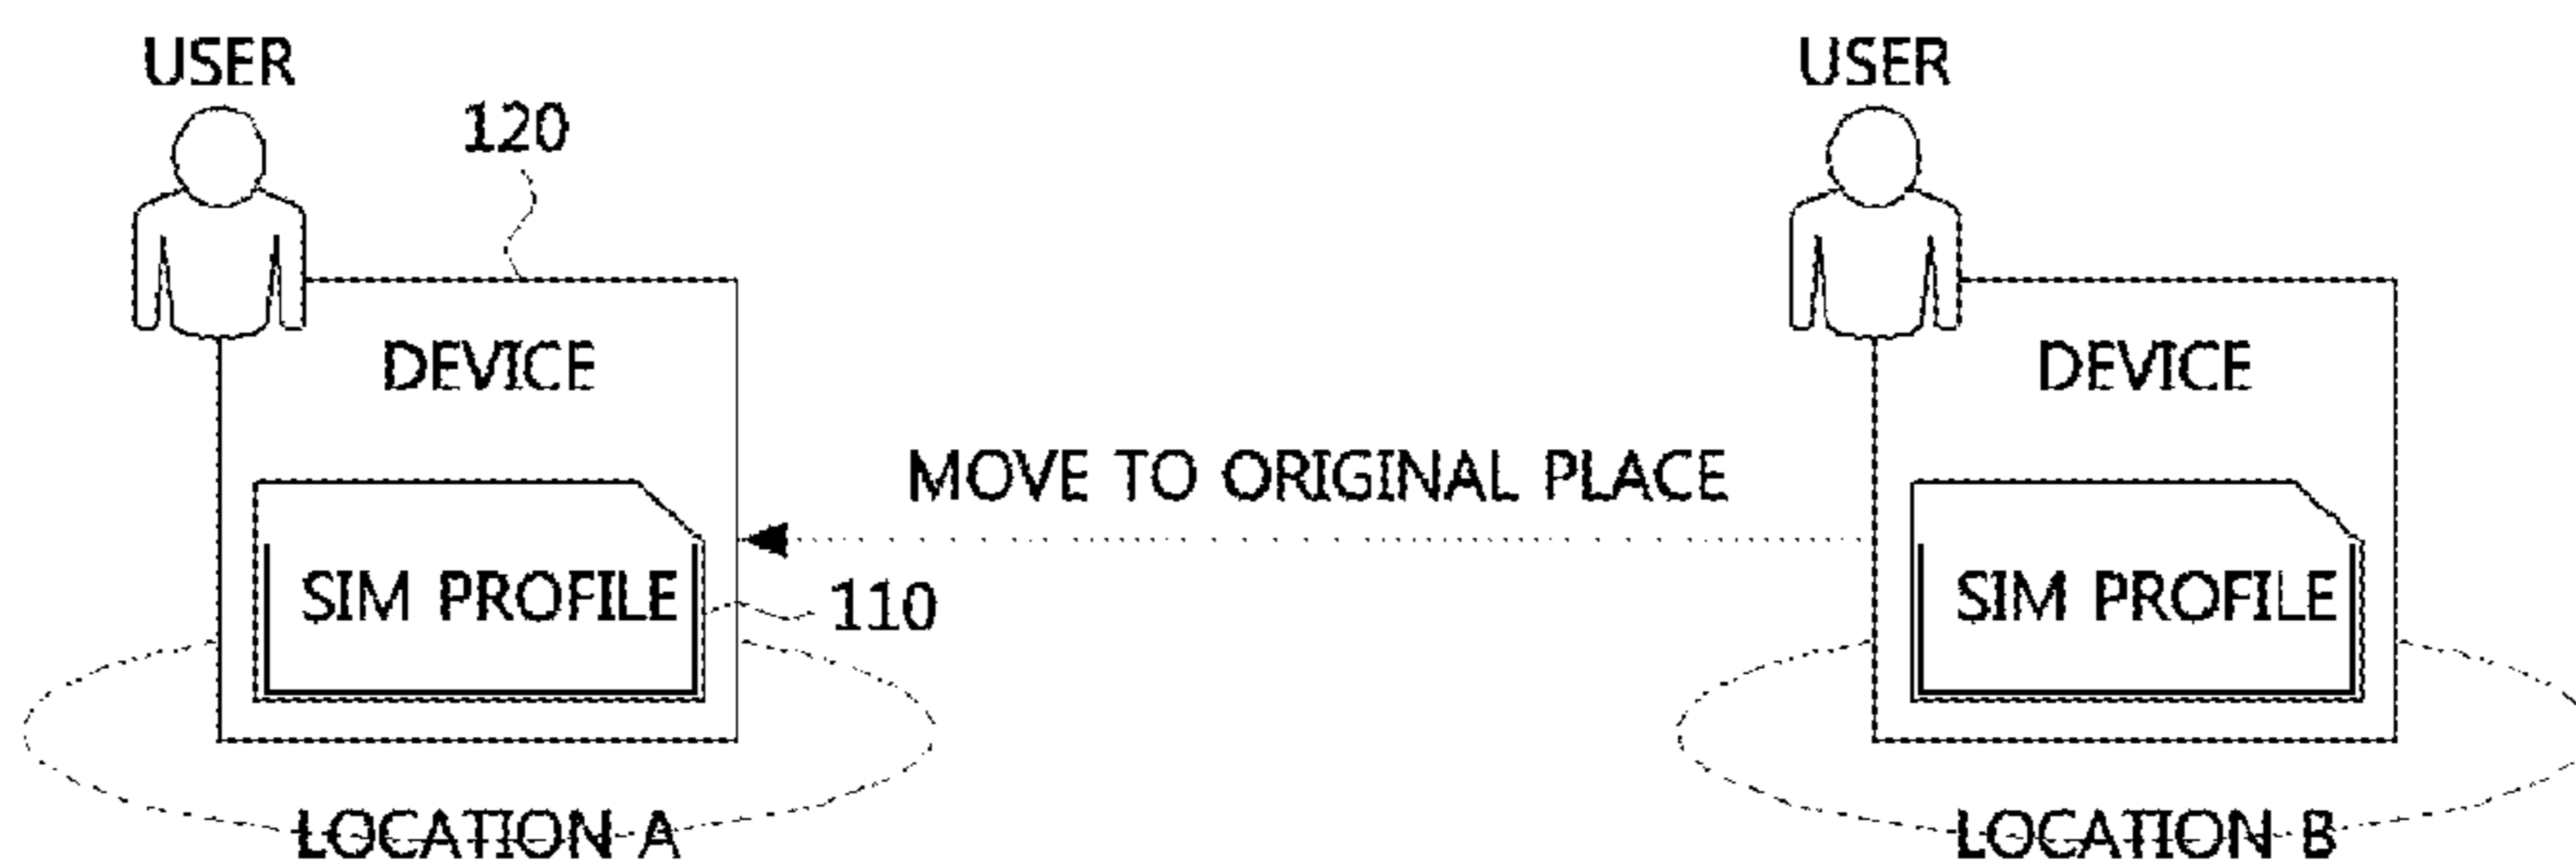 USER
USER
120
DEVICE
DEVICE
MOVE TO ORIGINAL PLACE
SIM PROFILE
110
SIM PROFILE
LOCATION A
LOCATION B